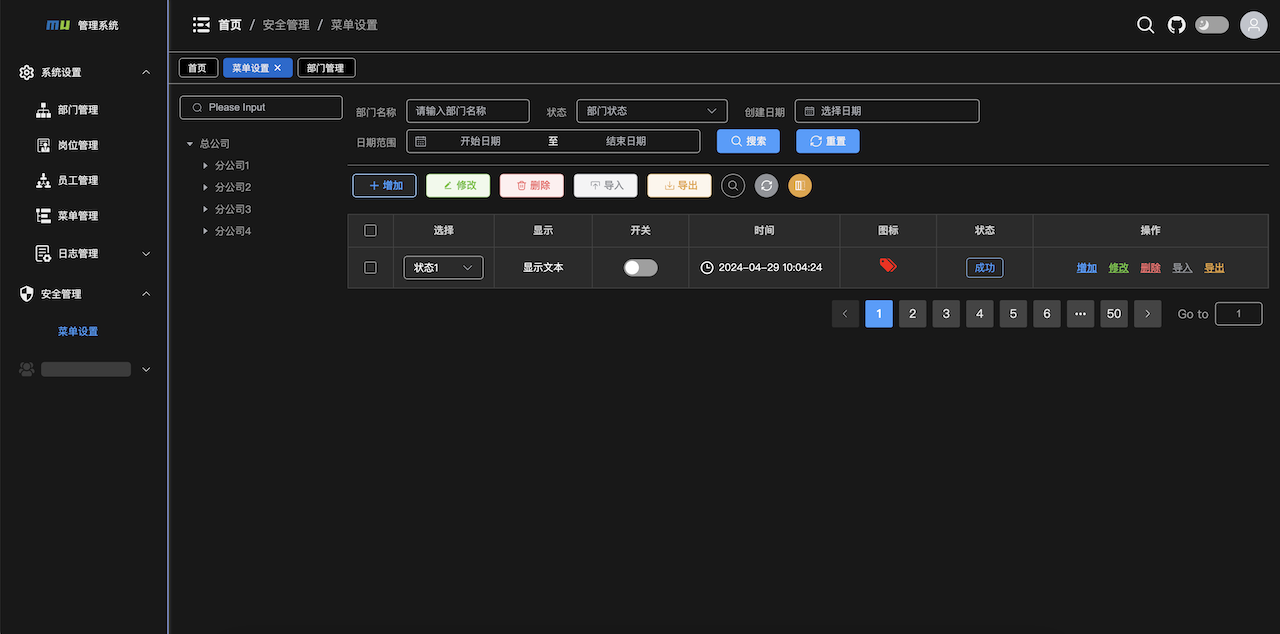 mu 管理系统
首页 / 安全管理 / 菜单设置
系统设置
部门管理
岗位管理
员工管理
菜单管理
日志管理
安全管理
菜单设置
首页 菜单设置 部门管理
Please Input
总公司
分公司1
分公司2
分公司3
分公司4
部门名称 请输入部门名称 状态 部门状态 创建日期 选择日期
日期范围 开始日期 至 结束日期 搜索 重置
增加 修改 删除 导入 导出
选择 显示 开关 时间 图标 状态 操作
状态1 显示文本 2024-04-29 10:04:24 成功 增加 修改 删除 导入 导出
1 2 3 4 5 6 ··· 50 Go to 1